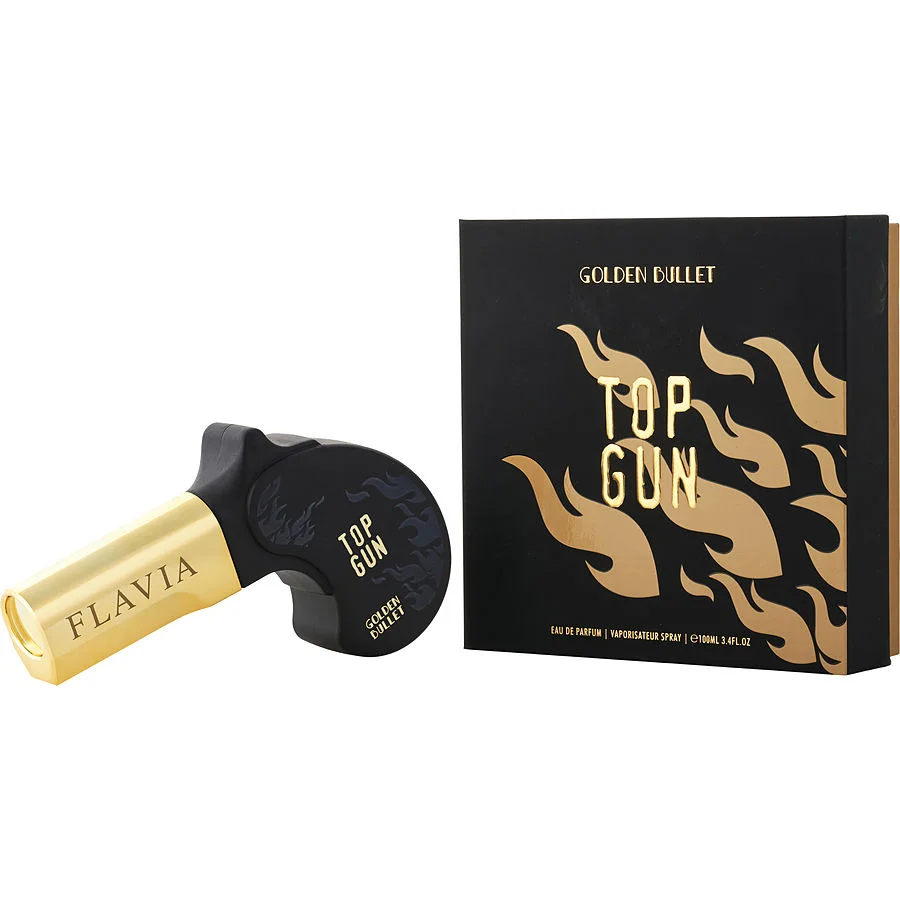 FLAVIA
TOP
GUN
GOLDEN
BULLET
GOLDEN BULLET
TOP
GUN
EAU DE PARFUM | VAPORISATEUR SPRAY | ℮100ML 3.4FL.OZ